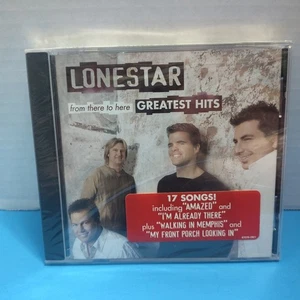 LONESTAR
from there to here GREATEST HITS
17 SONGS!
including "AMAZED" and
"I'M ALREADY THERE"
plus "WALKING IN MEMPHIS" and
"MY FRONT PORCH LOOKING IN"